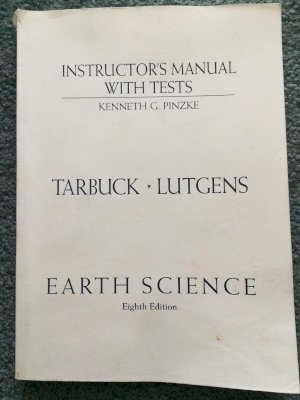 INSTRUCTOR'S MANUAL
WITH TESTS
KENNETH G. PINZKE
TARBUCK · LUTGENS
EARTH SCIENCE
Eighth Edition